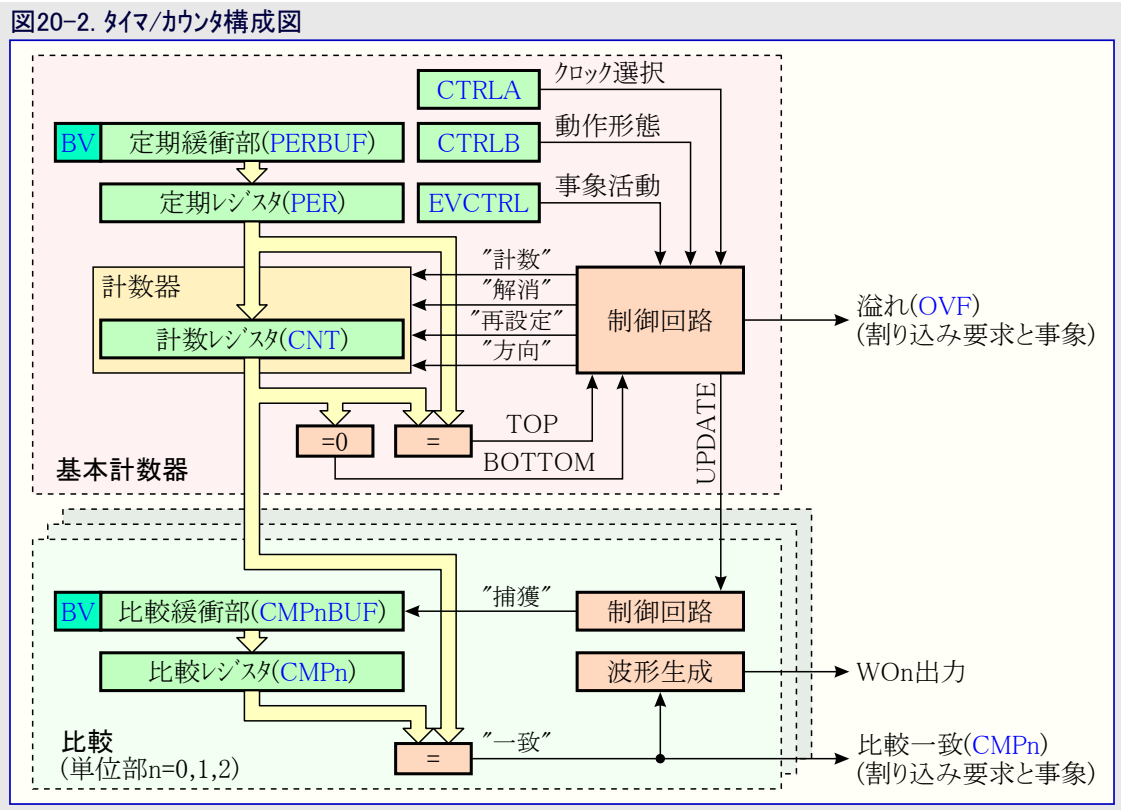 図20-2. ﾀｲﾏ/ｶｳﾝﾀ構成図
CTRLA
ｸﾛｯｸ選択
BV
定期緩衝部(PERBUF)
CTRLB
動作形態
定期ﾚｼﾞｽﾀ(PER)
EVCTRL
事象活動
計数器
計数ﾚｼﾞｽﾀ(CNT)
"計数"
"解消"
"再設定"
"方向"
制御回路
溢れ(OVF)
(割り込み要求と事象)
=0
=
TOP
BOTTOM
UPDATE
基本計数器
BV
比較緩衝部(CMPnBUF)
"捕獲"
制御回路
比較ﾚｼﾞｽﾀ(CMPn)
波形生成
WOn出力
比較
(単位部n=0,1,2)
=
"一致"
比較一致(CMPn)
(割り込み要求と事象)